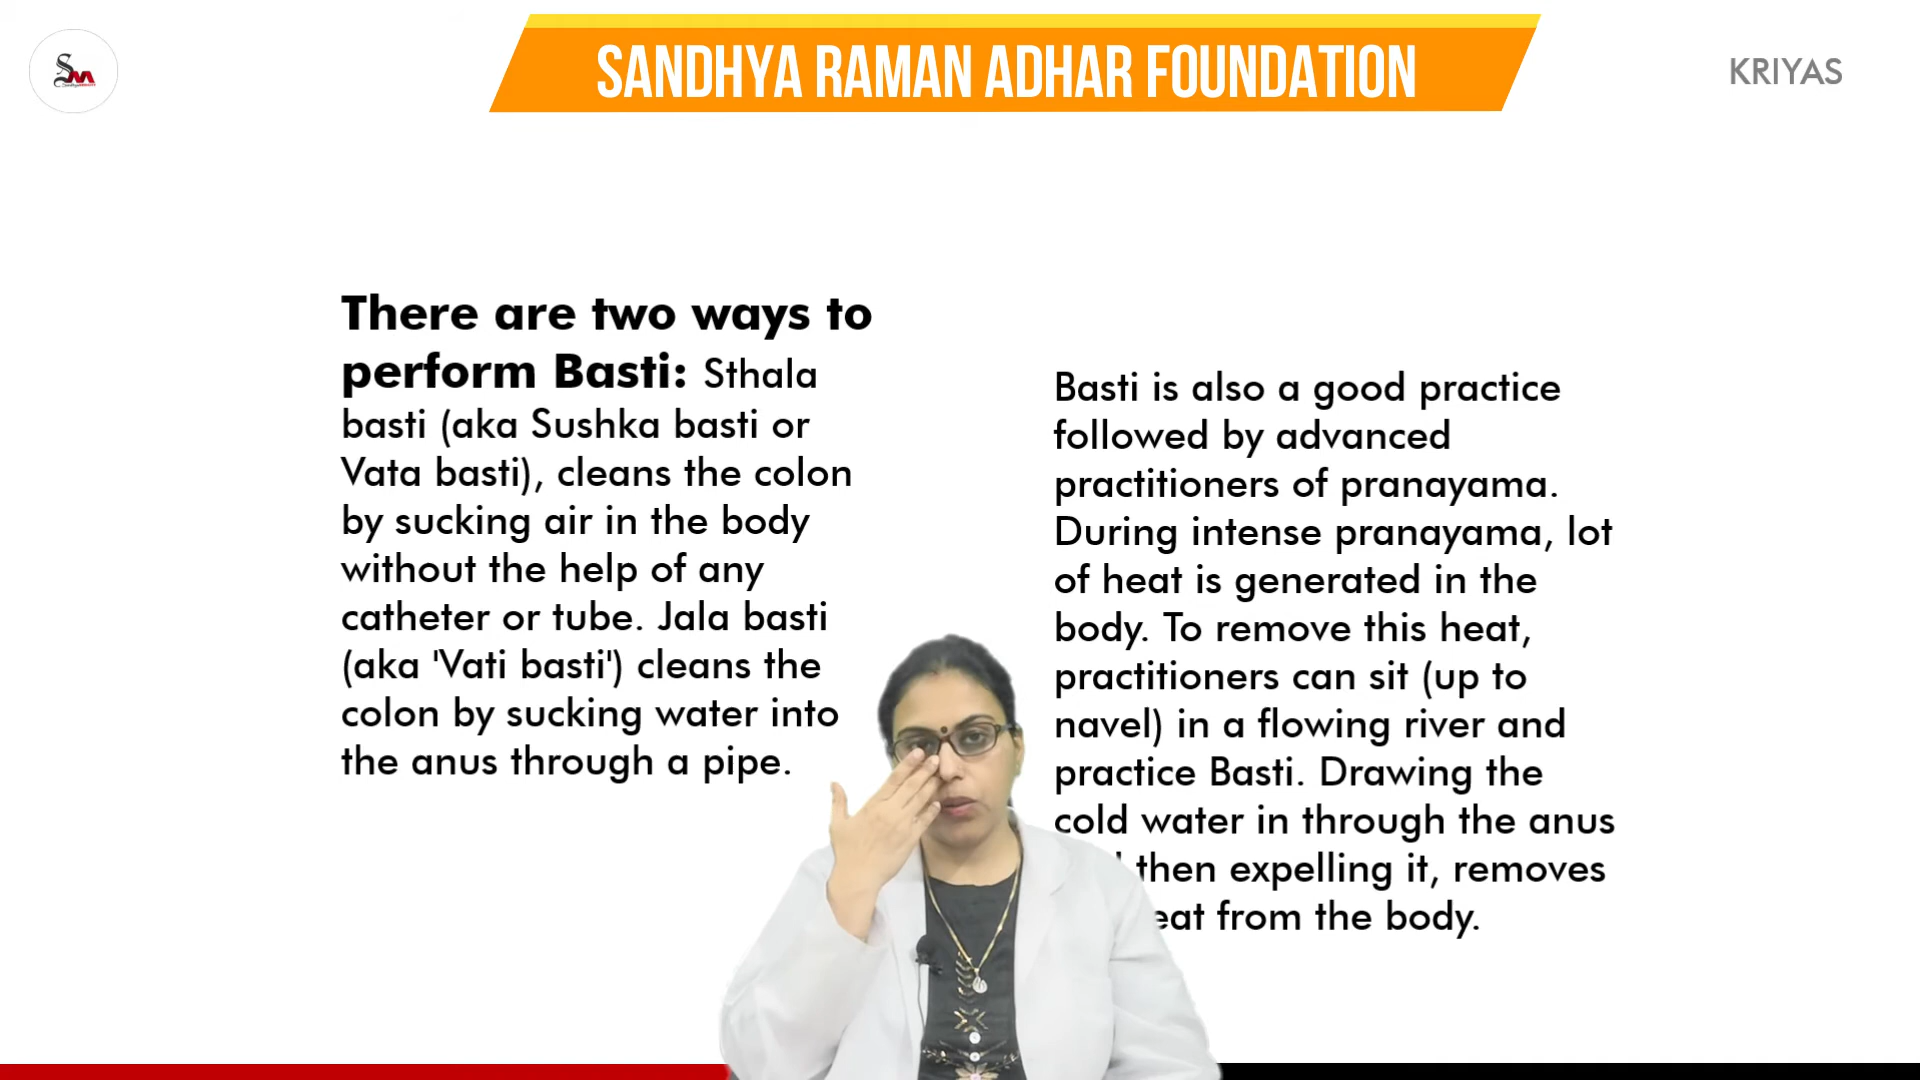 SANDHYA RAMAN ADHAR FOUNDATION
KRIYAS
There are two ways to
perform Basti: Sthala
basti (aka Sushka basti or
Vata basti), cleans the colon
by sucking air in the body
without the help of any
catheter or tube. Jala basti
(aka 'Vati basti') cleans the
colon by sucking water into
the anus through a pipe.
Basti is also a good practice
followed by advanced
practitioners of pranayama.
During intense pranayama, lot
of heat is generated in the
body. To remove this heat,
practitioners can sit (up to
navel) in a flowing river and
practice Basti. Drawing the
cold water in through the anus
then expelling it, removes
from the body.